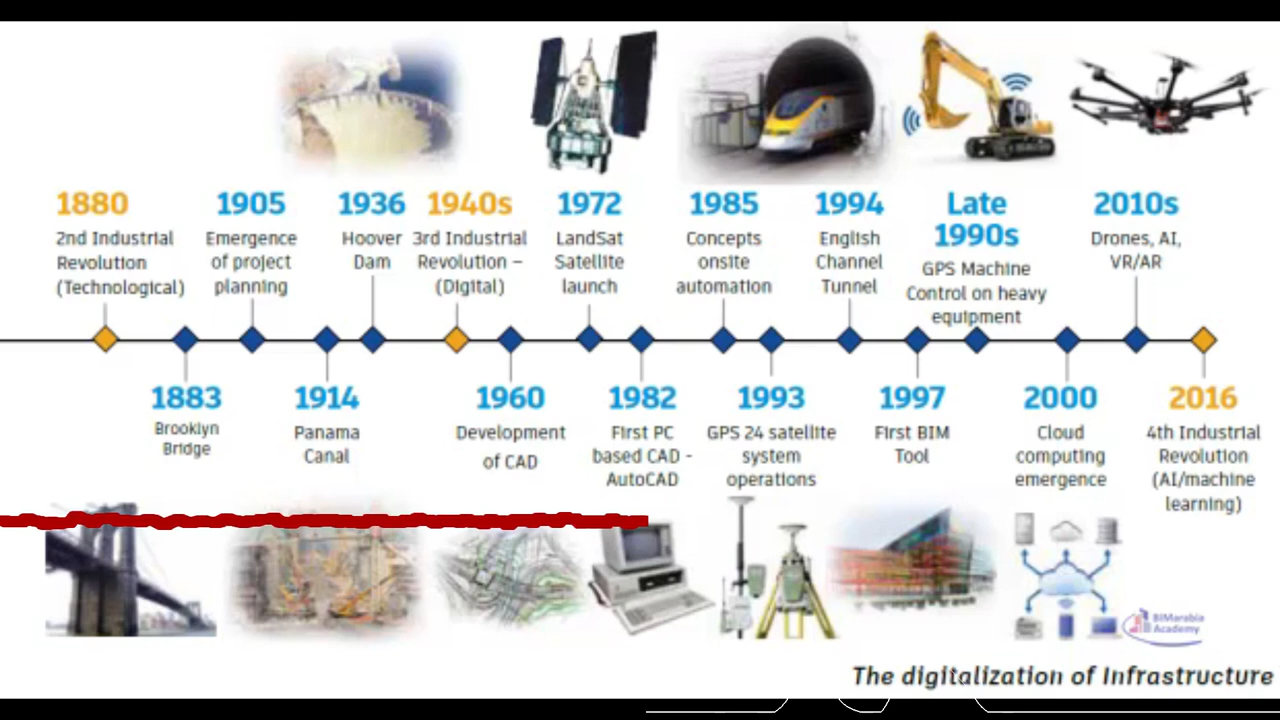 1880
2nd Industrial
Revolution
(Technological)
1905
Emergence
of project
planning
1936
Hoover
Dam
1940s
3rd Industrial
Revolution –
(Digital)
1972
LandSat
Satellite
launch
1985
Concepts
onsite
automation
1994
English
Channel
Tunnel
Late
1990s
GPS Machine
Control on heavy
equipment
2010s
Drones, AI,
VR/AR
1883
Brooklyn
Bridge
1914
Panama
Canal
1960
Development
of CAD
1982
First PC
based CAD -
AutoCAD
1993
GPS 24 satellite
system
operations
1997
First BIM
Tool
2000
Cloud
computing
emergence
2016
4th Industrial
Revolution
(AI/machine
learning)
BIMarabia
Academy
The digitalization of Infrastructure